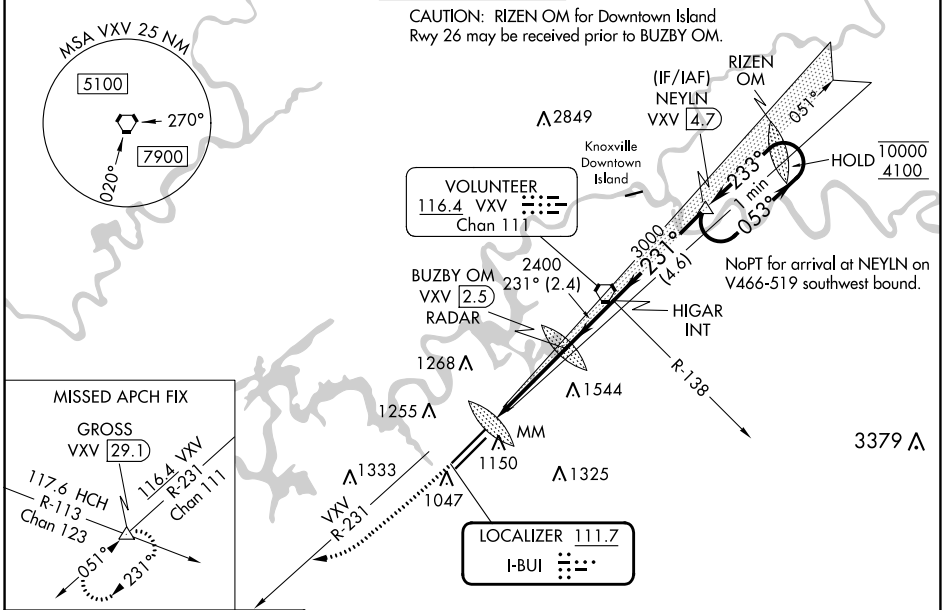 CAUTION: RIZEN OM for Downtown Island
Rwy 26 may be received prior to BUZBY OM.
MSA VXV 25 NM
5100
270°
7900
020°
RIZEN
OM
(IF/IAF)
NEYLN
VXV 4.7
051°
2849
Knoxville
Downtown
Island
HOLD 10000
4100
233°
1 min
053°
VOLUNTEER
116.4 VXV
Chan 111
3000
231°
(4.6)
NoPT for arrival at NEYLN on
V466-519 southwest bound.
2400
231° (2.4)
BUZBY OM
VXV 2.5
RADAR
HIGAR
INT
R-138
1268
1544
1255
MM
1150
3379
1333
1047
1325
VXV
R-231
LOCALIZER 111.7
I-BUI
MISSED APCH FIX
GROSS
VXV 29.1
117.6 HCH
R-113
Chan 123
116.4 VXV
R-231
Chan 111
051°
231°